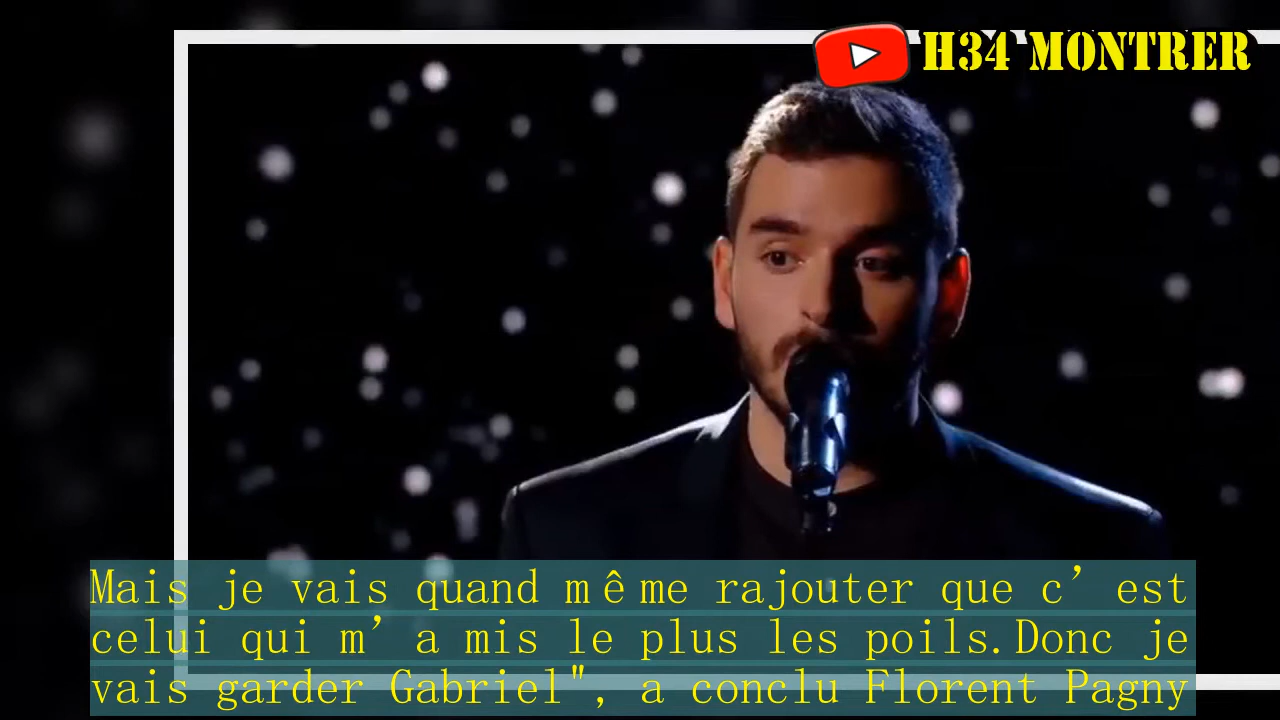 H34 MONTRER
Mais je vais quand même rajouter que c’est
celui qui m’a mis le plus les poils.Donc je
vais garder Gabriel", a conclu Florent Pagny